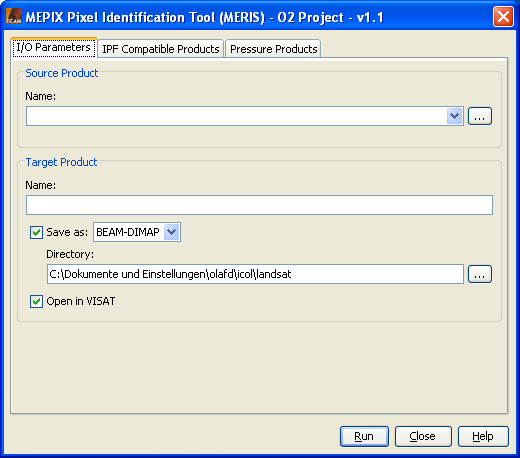 MEPIX Pixel Identification Tool (MERIS) - O2 Project - v1.1
I/O Parameters IPF Compatible Products Pressure Products
Source Product
Name:
...
Target Product
Name:
Save as: BEAM-DIMAP
Directory:
C:\Dokumente und Einstellungen\olafd\icol\landsat ...
Open in VISAT
Run Close Help